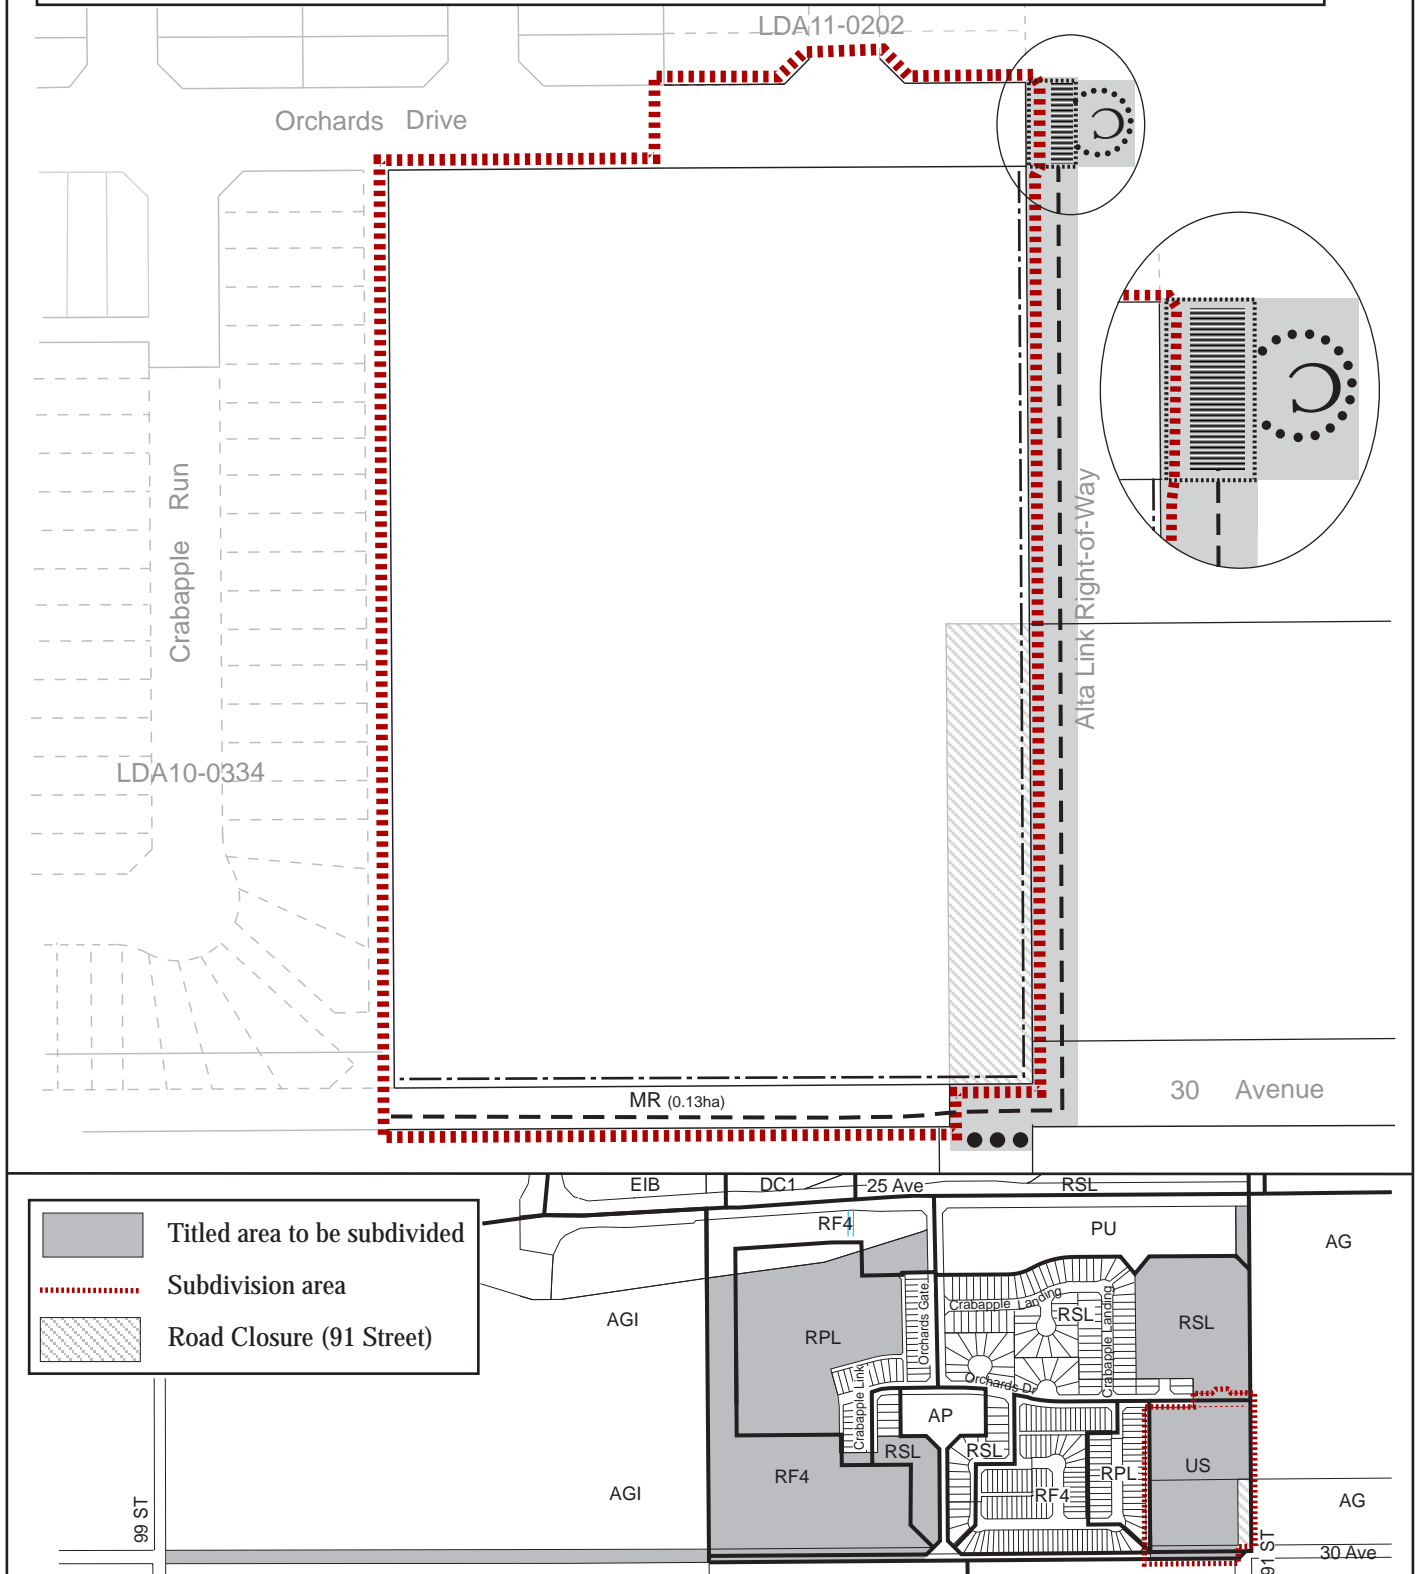 LDA11-0202
Orchards Drive
C
C
Crabapple Run
Alta Link Right-of-Way
LDA10-0334
MR (0.13ha)
30 Avenue
Titled area to be subdivided
Subdivision area
Road Closure (91 Street)
EIB
DC1
25 Ave
RSL
RF4
PU
AG
AGI
RPL
Orchards Gate
Crabapple Landing
RSL
Crabapple Landing
RSL
Crabapple Link
Orchards Dr
AP
RSL
RSL
RF4
RF4
RPL
US
AGI
AG
99 ST
91 ST
30 Ave